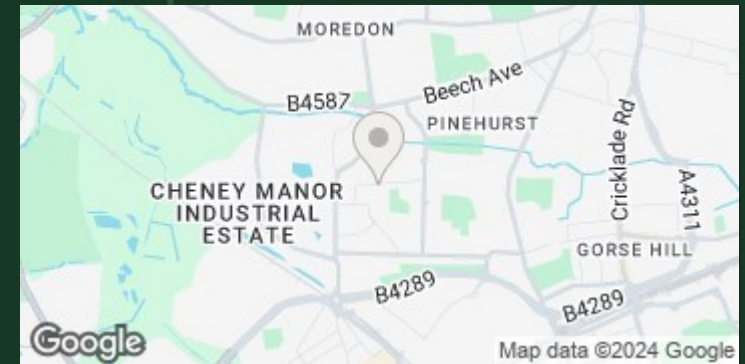 MOREDON
Beech Ave
B4587
PINEHURST
Cricklade Rd
A4311
CHENEY MANOR
INDUSTRIAL
ESTATE
GORSE HILL
B4289
B4289
Google
Map data ©2024 Google